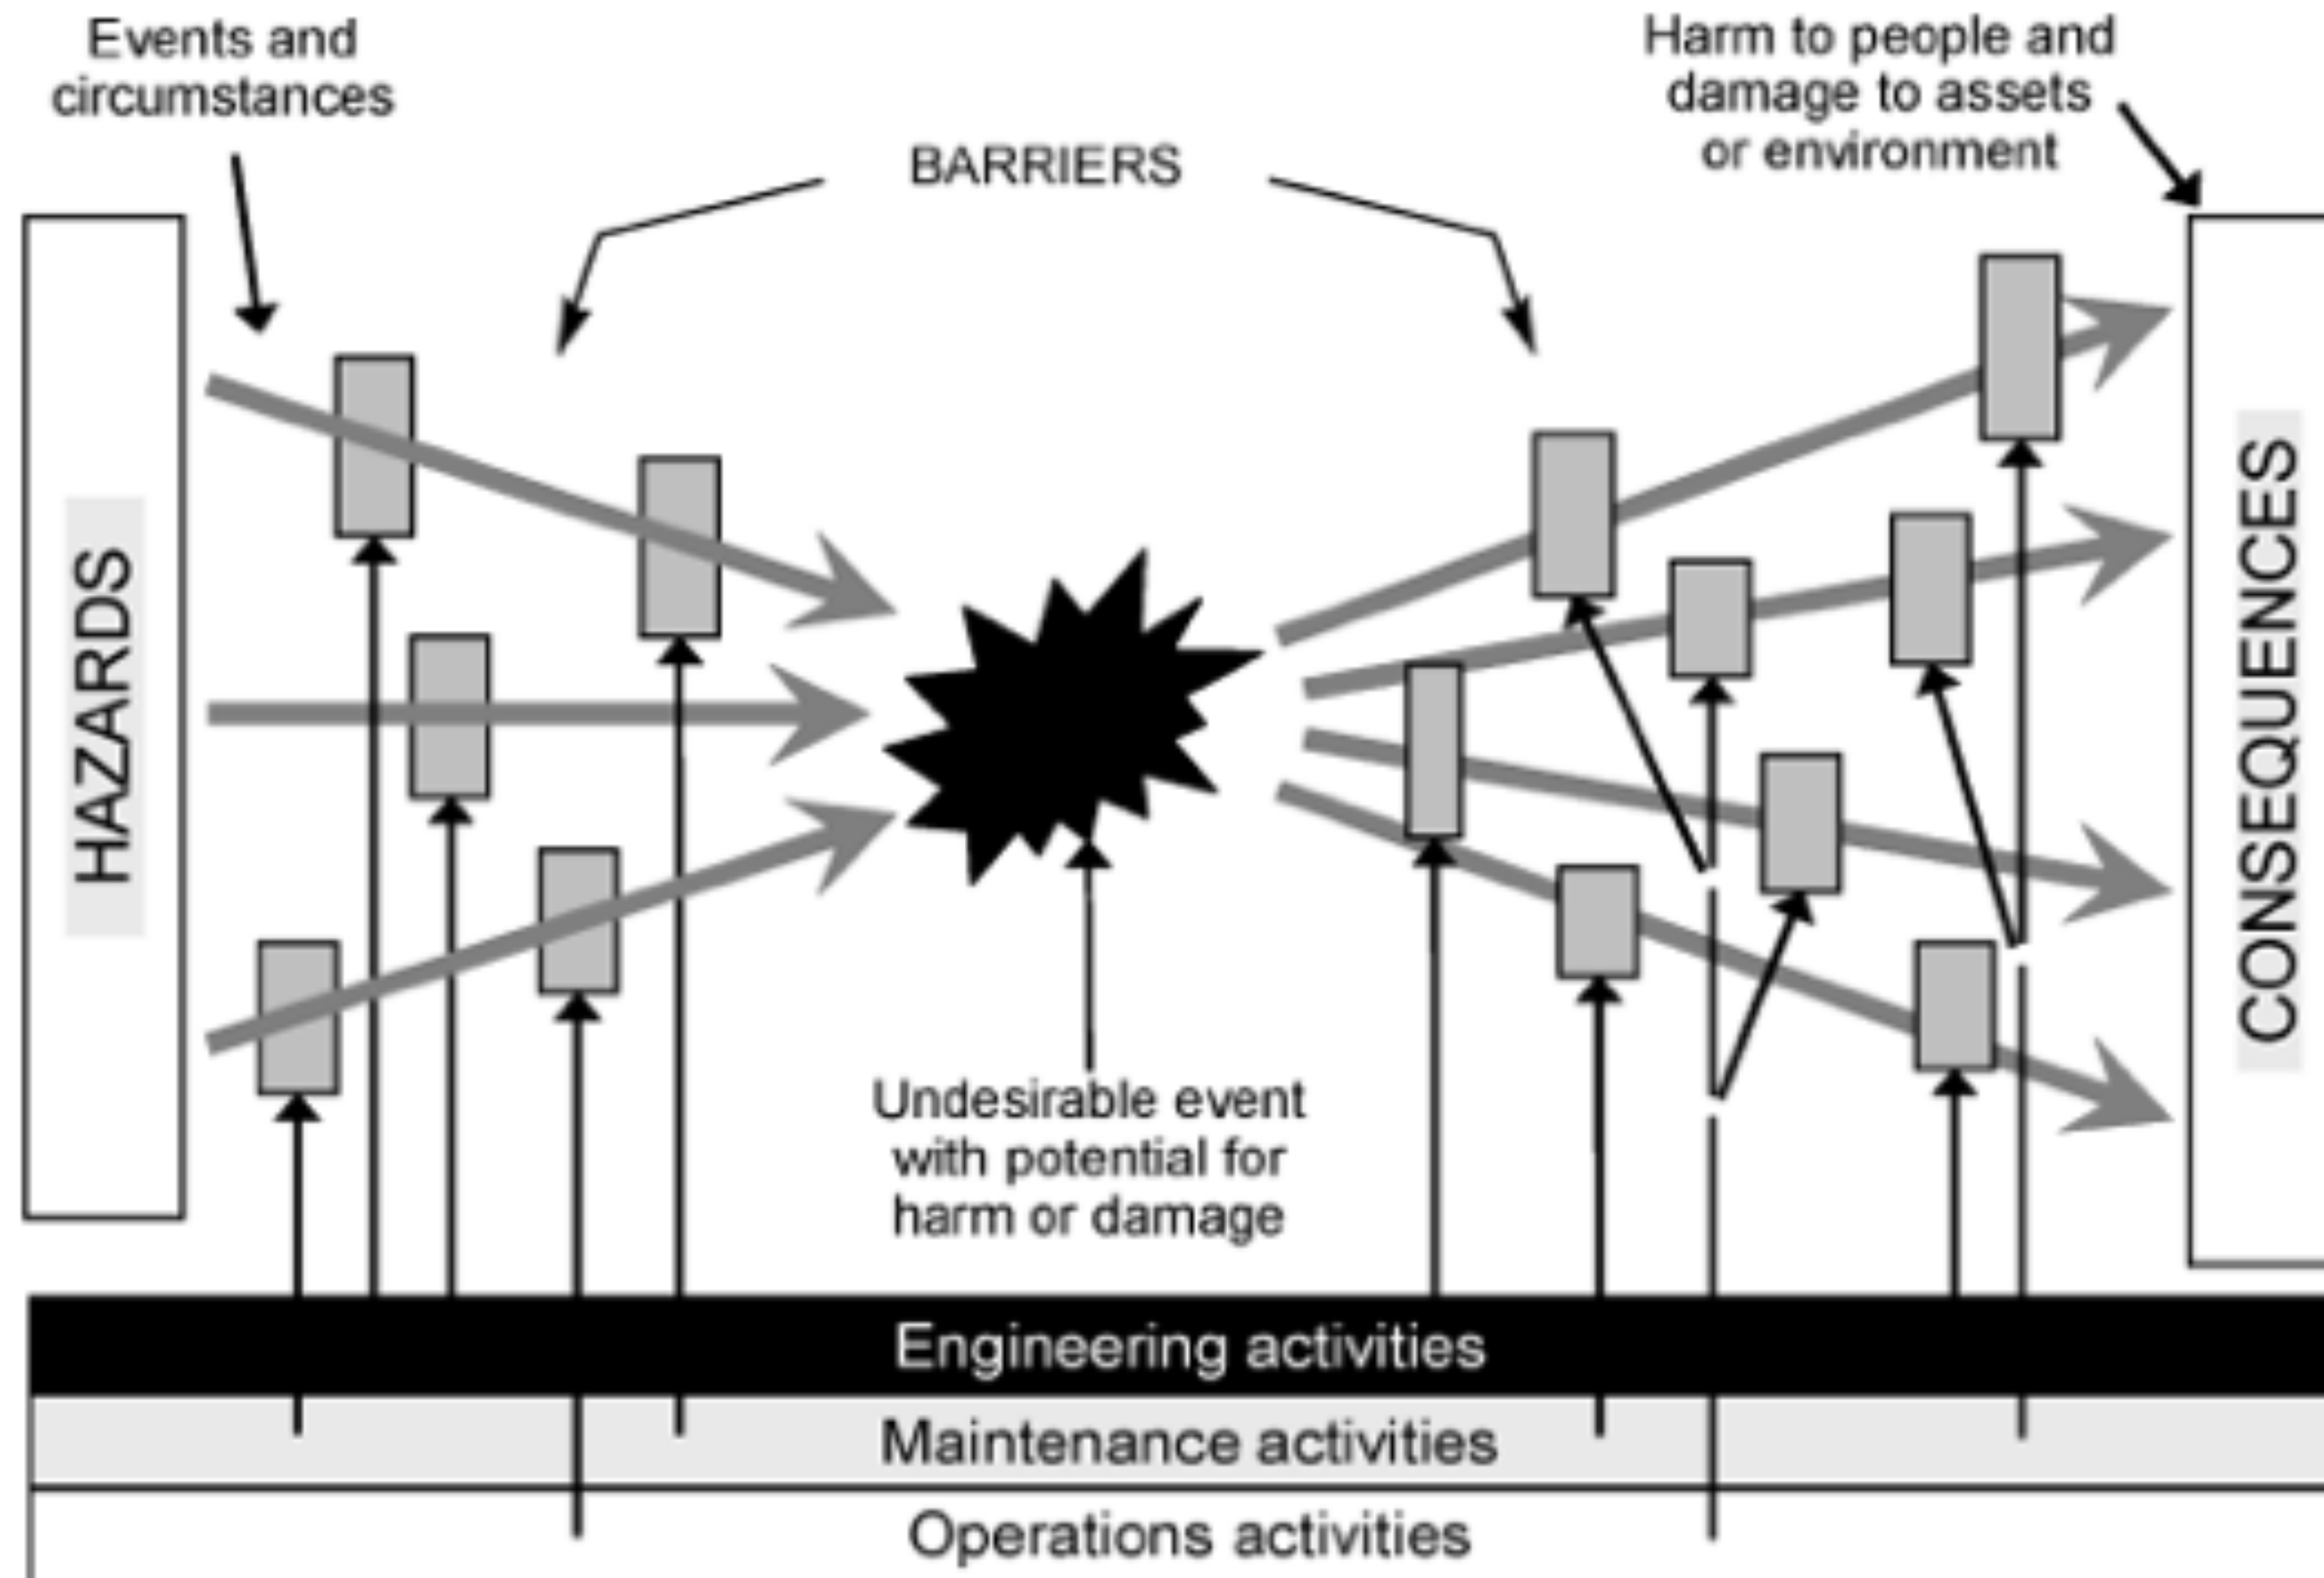 Events and
circumstances
Harm to people and
damage to assets
or environment
BARRIERS
HAZARDS
CONSEQUENCES
Undesirable event
with potential for
harm or damage
Engineering activities
Maintenance activities
Operations activities